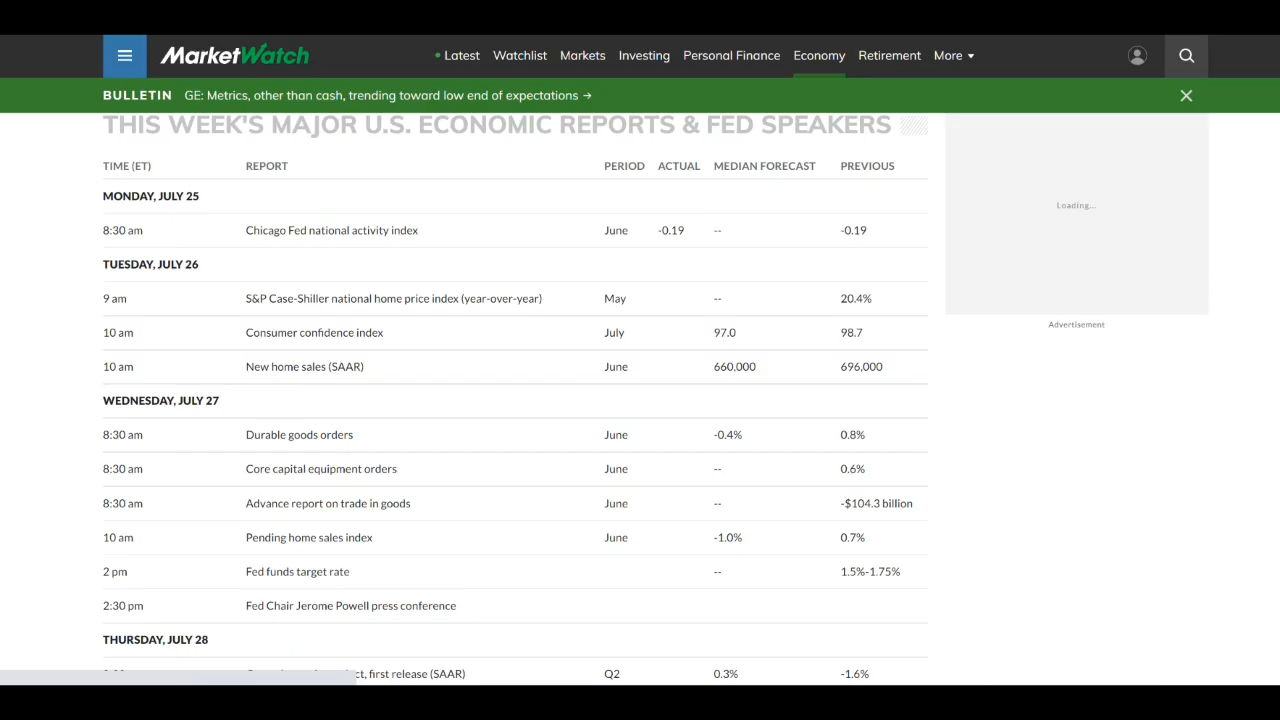 MarketWatch Latest Watchlist Markets Investing Personal Finance Economy Retirement More
BULLETIN GE: Metrics, other than cash, trending toward low end of expectations →
THIS WEEK'S MAJOR U.S. ECONOMIC REPORTS & FED SPEAKERS
TIME (ET) REPORT PERIOD ACTUAL MEDIAN FORECAST PREVIOUS
MONDAY, JULY 25
8:30 am Chicago Fed national activity index June -0.19 -- -0.19
TUESDAY, JULY 26
9 am S&P Case-Shiller national home price index (year-over-year) May -- 20.4%
10 am Consumer confidence index July 97.0 98.7
10 am New home sales (SAAR) June 660,000 696,000
WEDNESDAY, JULY 27
8:30 am Durable goods orders June -0.4% 0.8%
8:30 am Core capital equipment orders June -- 0.6%
8:30 am Advance report on trade in goods June -- -$104.3 billion
10 am Pending home sales index June -1.0% 0.7%
2 pm Fed funds target rate -- 1.5%-1.75%
2:30 pm Fed Chair Jerome Powell press conference
THURSDAY, JULY 28
first release (SAAR) Q2 0.3% -1.6%
Loading...
Advertisement